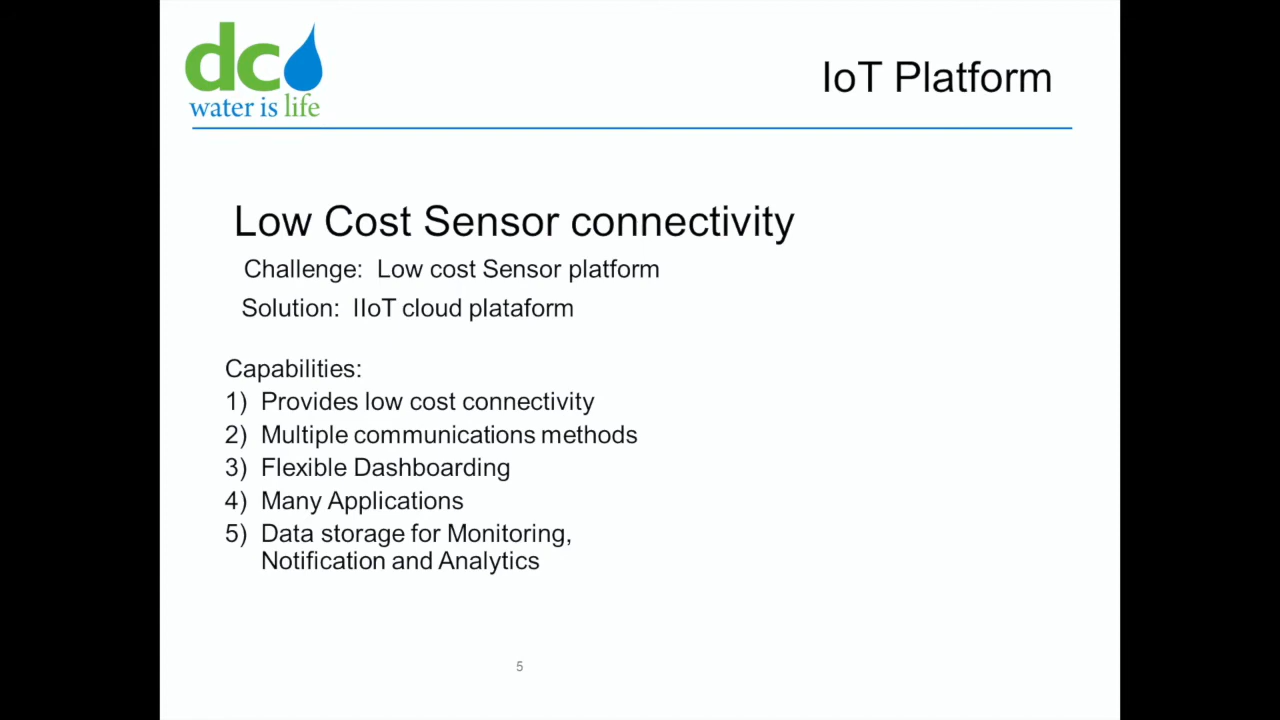 dc
water is life
IoT Platform
Low Cost Sensor connectivity
Challenge: Low cost Sensor platform
Solution: IIoT cloud plataform
Capabilities:
1) Provides low cost connectivity
2) Multiple communications methods
3) Flexible Dashboarding
4) Many Applications
5) Data storage for Monitoring,
Notification and Analytics
5